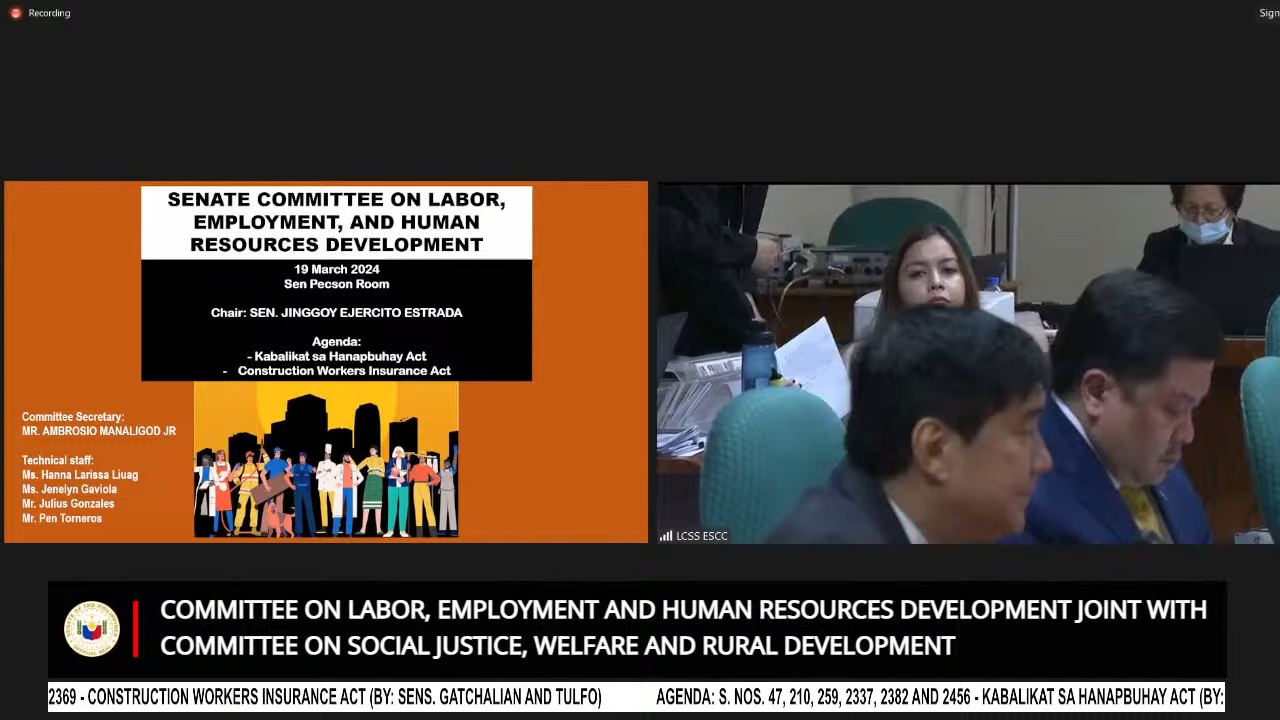 Recording
Sign
SENATE COMMITTEE ON LABOR,
EMPLOYMENT, AND HUMAN
RESOURCES DEVELOPMENT
19 March 2024
Sen Pecson Room
Chair: SEN. JINGGOY EJERCITO ESTRADA
Agenda:
- Kabalikat sa Hanapbuhay Act
- Construction Workers Insurance Act
Committee Secretary:
MR. AMBROSIO MANALIGOD JR
Technical staff:
Ms. Hanna Larissa Liuag
Ms. Jenelyn Gaviola
Mr. Julius Gonzales
Mr. Pen Torneros
LCSS ESCC
COMMITTEE ON LABOR, EMPLOYMENT AND HUMAN RESOURCES DEVELOPMENT JOINT WITH
COMMITTEE ON SOCIAL JUSTICE, WELFARE AND RURAL DEVELOPMENT
2369 - CONSTRUCTION WORKERS INSURANCE ACT (BY: SENS. GATCHALIAN AND TULFO) AGENDA: S. NOS. 47, 210, 259, 2337, 2382 AND 2456 - KABALIKAT SA HANAPBUHAY ACT (BY: